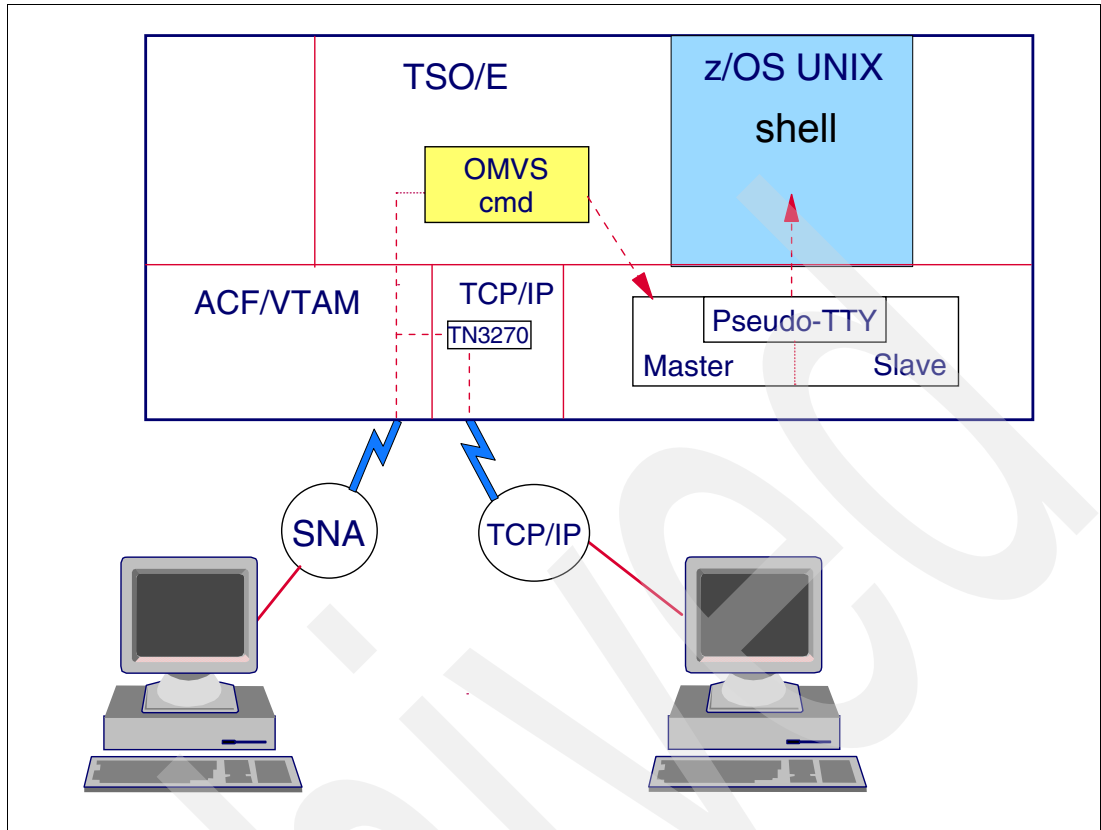 TSO/E
z/OS UNIX
shell
OMVS
cmd
ACF/VTAM
TCP/IP
TN3270
Pseudo-TTY
Master
Slave
SNA
TCP/IP